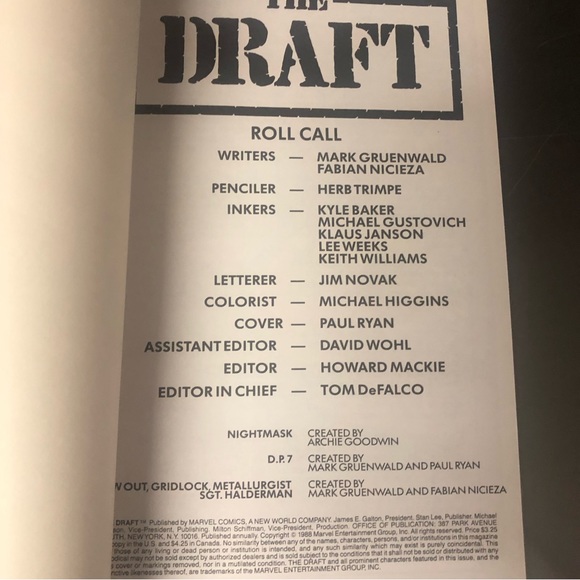 THE
DRAFT
ROLL CALL
WRITERS — MARK GRUENWALD
FABIAN NICIEZA
PENCILER — HERB TRIMPE
INKERS — KYLE BAKER
MICHAEL GUSTOVICH
KLAUS JANSON
LEE WEEKS
KEITH WILLIAMS
LETTERER — JIM NOVAK
COLORIST — MICHAEL HIGGINS
COVER — PAUL RYAN
ASSISTANT EDITOR — DAVID WOHL
EDITOR — HOWARD MACKIE
EDITOR IN CHIEF — TOM DeFALCO
NIGHTMASK CREATED BY
ARCHIE GOODWIN
D.P.7 CREATED BY
MARK GRUENWALD AND PAUL RYAN
OUT, GRIDLOCK, METALLURGIST CREATED BY
SGT. HALDERMAN MARK GRUENWALD AND FABIAN NICIEZA
DRAFT™ Published by MARVEL COMICS, A NEW WORLD COMPANY. James E. Galton, President. Stan Lee, Publisher. Michael
Vice-President, Publishing. Milton Schiffman, Vice-President, Production. OFFICE OF PUBLICATION: 387 PARK AVENUE
NEW YORK, N.Y. 10016. Published annually. Copyright © 1988 Marvel Entertainment Group, Inc. All rights reserved. Price $3.25
copy in the U.S. and $4.25 in Canada. No similarity between any of the names, characters, persons, and/or institutions in this magazine
those of any living or dead person or institution is intended, and any such similarity which may exist is purely coincidental. This
may not be sold except by authorized dealers and is sold subject to the conditions that it shall not be sold or distributed with any
cover or markings removed, nor in a mutilated condition. THE DRAFT and all prominent characters featured in this issue, and the
likenesses thereof, are trademarks of the MARVEL ENTERTAINMENT GROUP, INC.